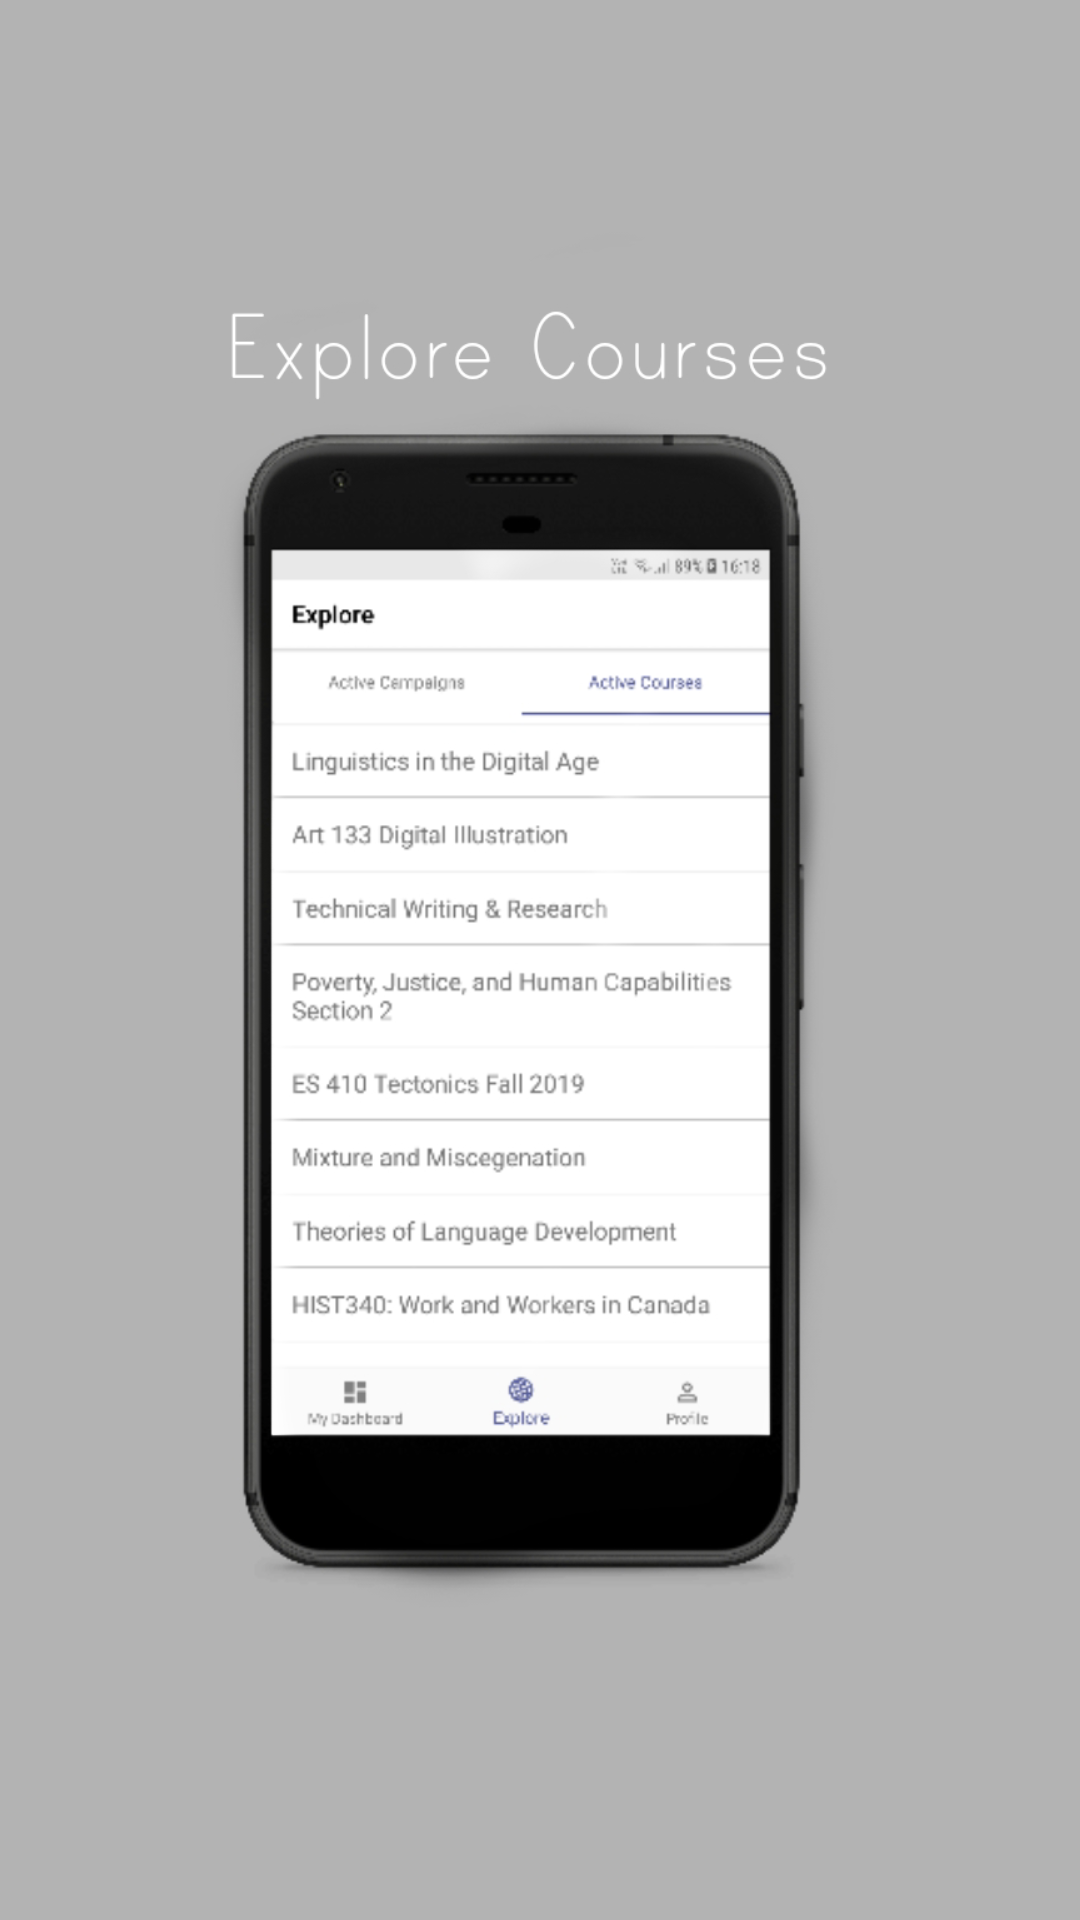 Explore Courses
89% 16:18
Explore
Active Campaigns
Active Courses
Linguistics in the Digital Age
Art 133 Digital Illustration
Technical Writing & Research
Poverty, Justice, and Human Capabilities
Section 2
ES 410 Tectonics Fall 2019
Mixture and Miscegenation
Theories of Language Development
HIST340: Work and Workers in Canada
My Dashboard
Explore
Profile